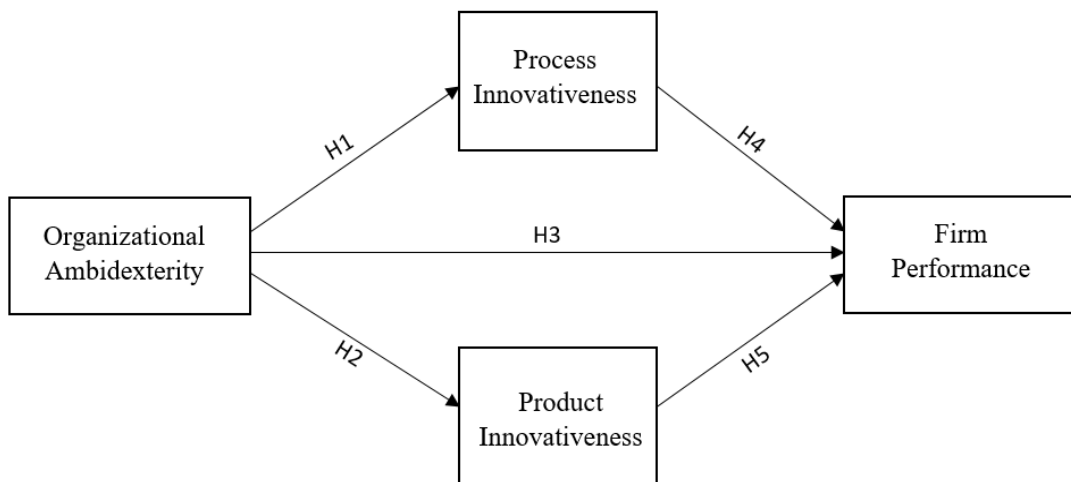 Process
Innovativeness
H1
H4
Organizational
Ambidexterity
H3
Firm
Performance
H2
H5
Product
Innovativeness